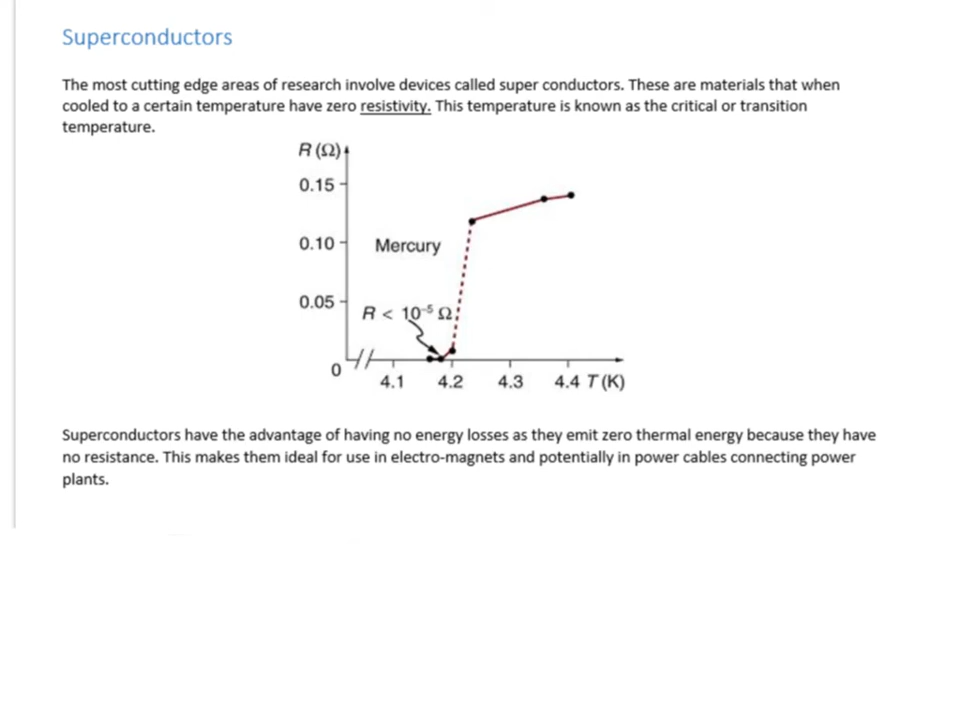 Superconductors
The most cutting edge areas of research involve devices called super conductors. These are materials that when
cooled to a certain temperature have zero resistivity. This temperature is known as the critical or transition
temperature.
R (Ω)
0.15
0.10
Mercury
0.05
R < 10⁻⁵ Ω
0
4.1 4.2 4.3 4.4 T (K)
Superconductors have the advantage of having no energy losses as they emit zero thermal energy because they have
no resistance. This makes them ideal for use in electro-magnets and potentially in power cables connecting power
plants.